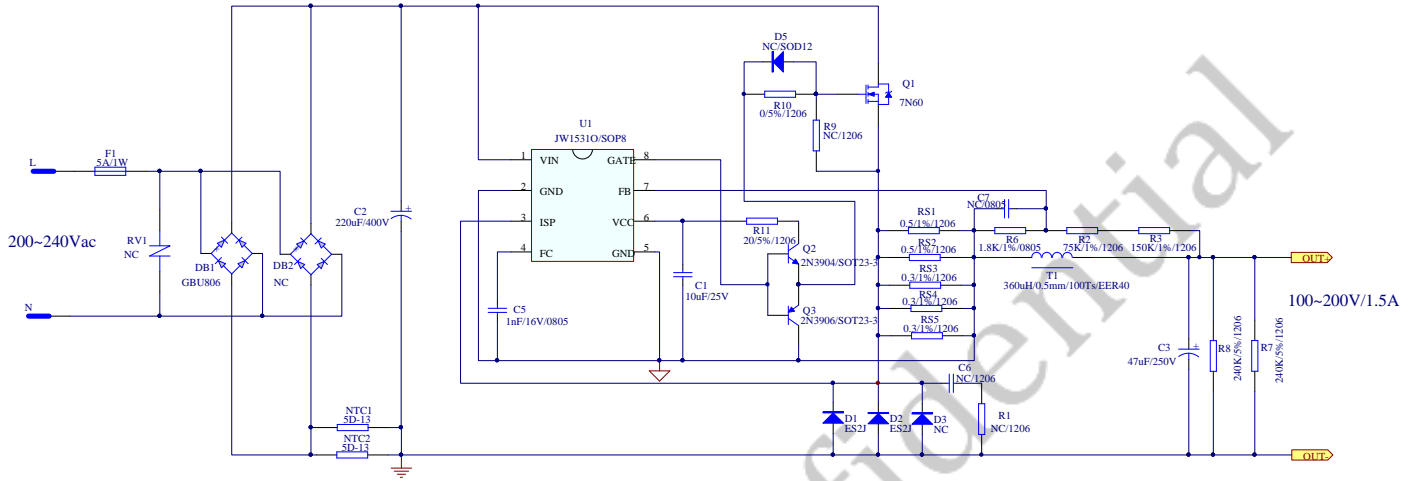 D5
NC/SOD12
Q1
7N60
R10
0/5%/1206
R9
NC/1206
U1
JW1531O/SOP8
1 VIN GATE 8
2 GND FB 7
3 ISP VCC 6
4 FC GND 5
F1
5A/1W
L
C2
220uF/400V
200~240Vac
RV1
NC
DB1
GBU806
DB2
NC
N
C7
NC/0805
RS1
0.5/1%/1206
R6
1.8K/1%/0805
R2
75K/1%/1206
R3
150K/1%/1206
R11
20/5%/1206
Q2
2N3904/SOT23-3
RS2
0.5/1%/1206
RS3
0.3/1%/1206
T1
360uH/0.5mm/100Ts/EER40
OUT+
100~200V/1.5A
C1
10uF/25V
RS4
0.3/1%/1206
C5
1nF/16V/0805
Q3
2N3906/SOT23-3
RS5
0.3/1%/1206
C3
47uF/250V
R8
240K/5%/1206
R7
240K/5%/1206
C6
NC/1206
R1
NC/1206
D1
ES2J
D2
ES2J
D3
NC
NTC1
5D-13
NTC2
5D-13
OUT-
fidential